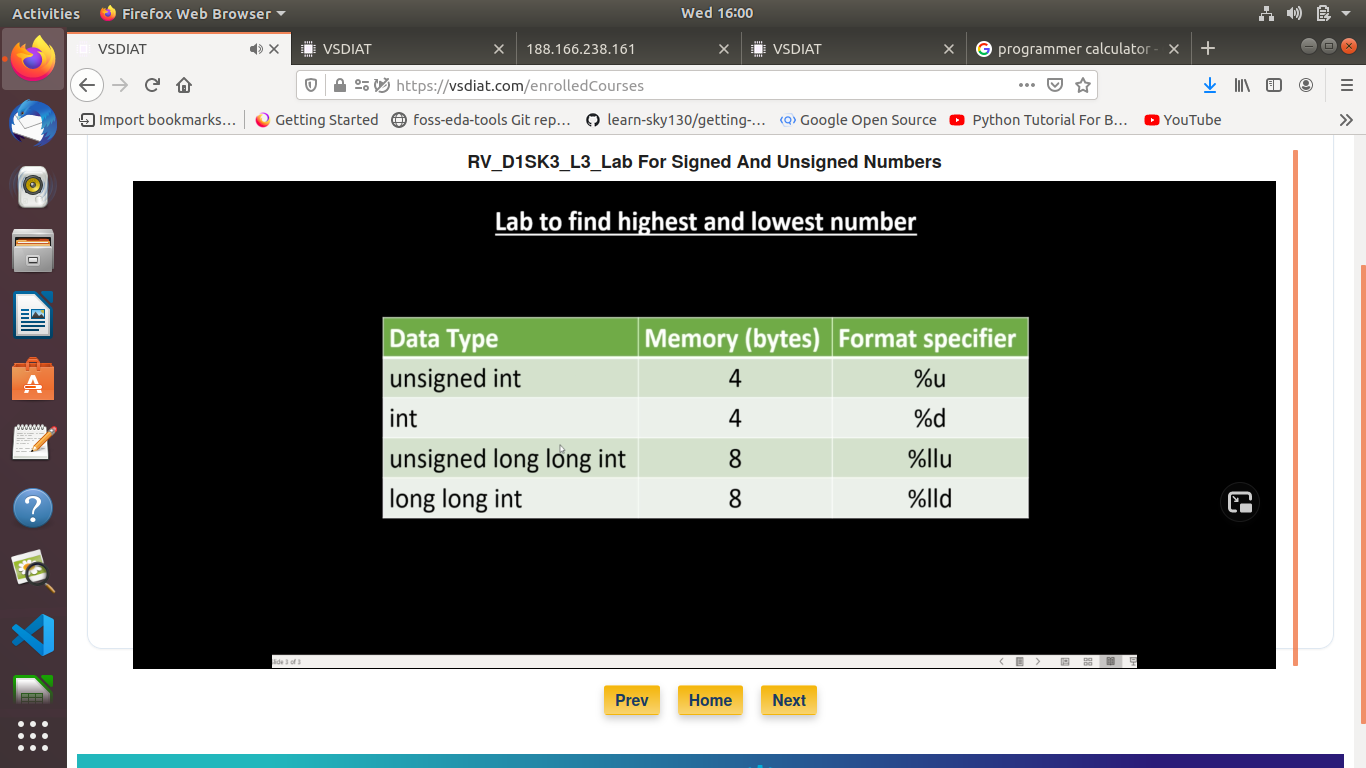 Activities Firefox Web Browser Wed 16:00
VSDIAT VSDIAT 188.166.238.161 VSDIAT programmer calculator -
https://vsdiat.com/enrolledCourses
Import bookmarks... Getting Started foss-eda-tools Git rep... learn-sky130/getting-... Google Open Source Python Tutorial For B... YouTube
RV_D1SK3_L3_Lab For Signed And Unsigned Numbers
Lab to find highest and lowest number
Data Type Memory (bytes) Format specifier
unsigned int 4 %u
int 4 %d
unsigned long long int 8 %llu
long long int 8 %lld
Slide 3 of 3
Prev Home Next